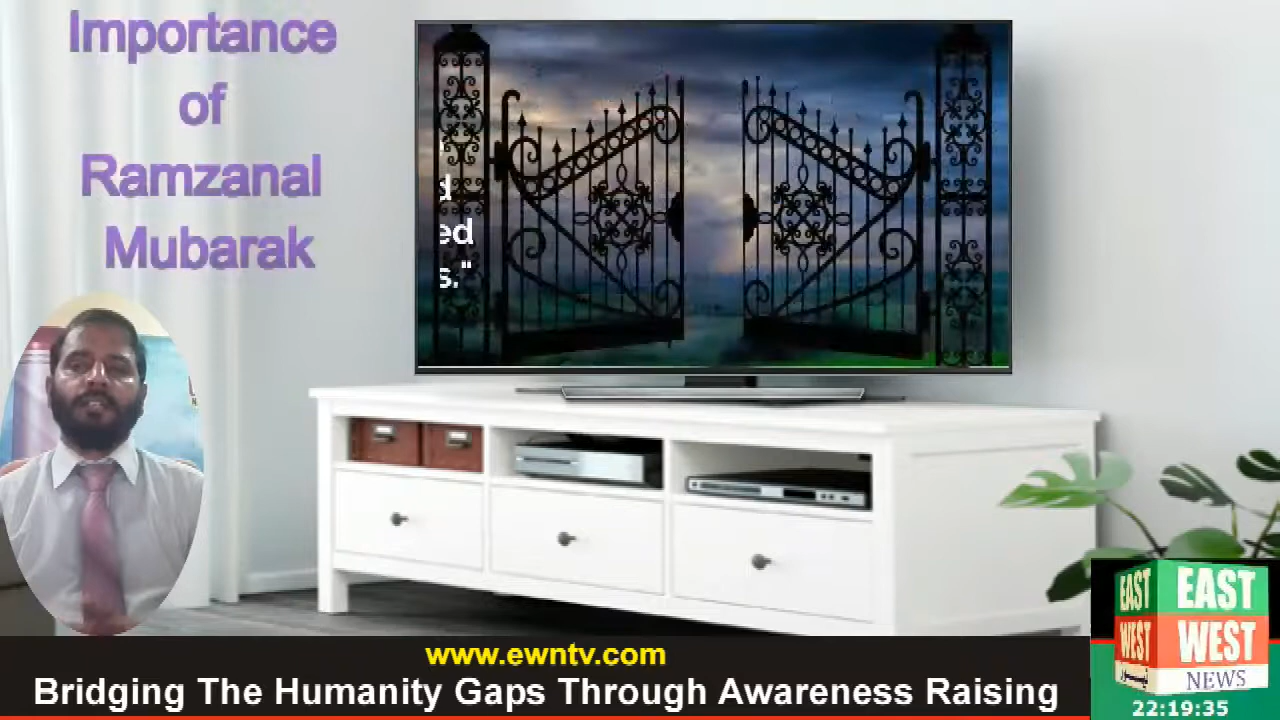 Importance
of
Ramzanal
Mubarak
ed
s."
www.ewntv.com
Bridging The Humanity Gaps Through Awareness Raising
EAST
WEST
EAST
WEST
NEWS
22:19:35